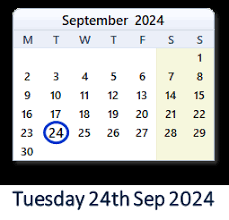 September 2024
M T W T F S S
1
2 3 4 5 6 7 8
9 10 11 12 13 14 15
16 17 18 19 20 21 22
23 24 25 26 27 28 29
30
Tuesday 24th Sep 2024